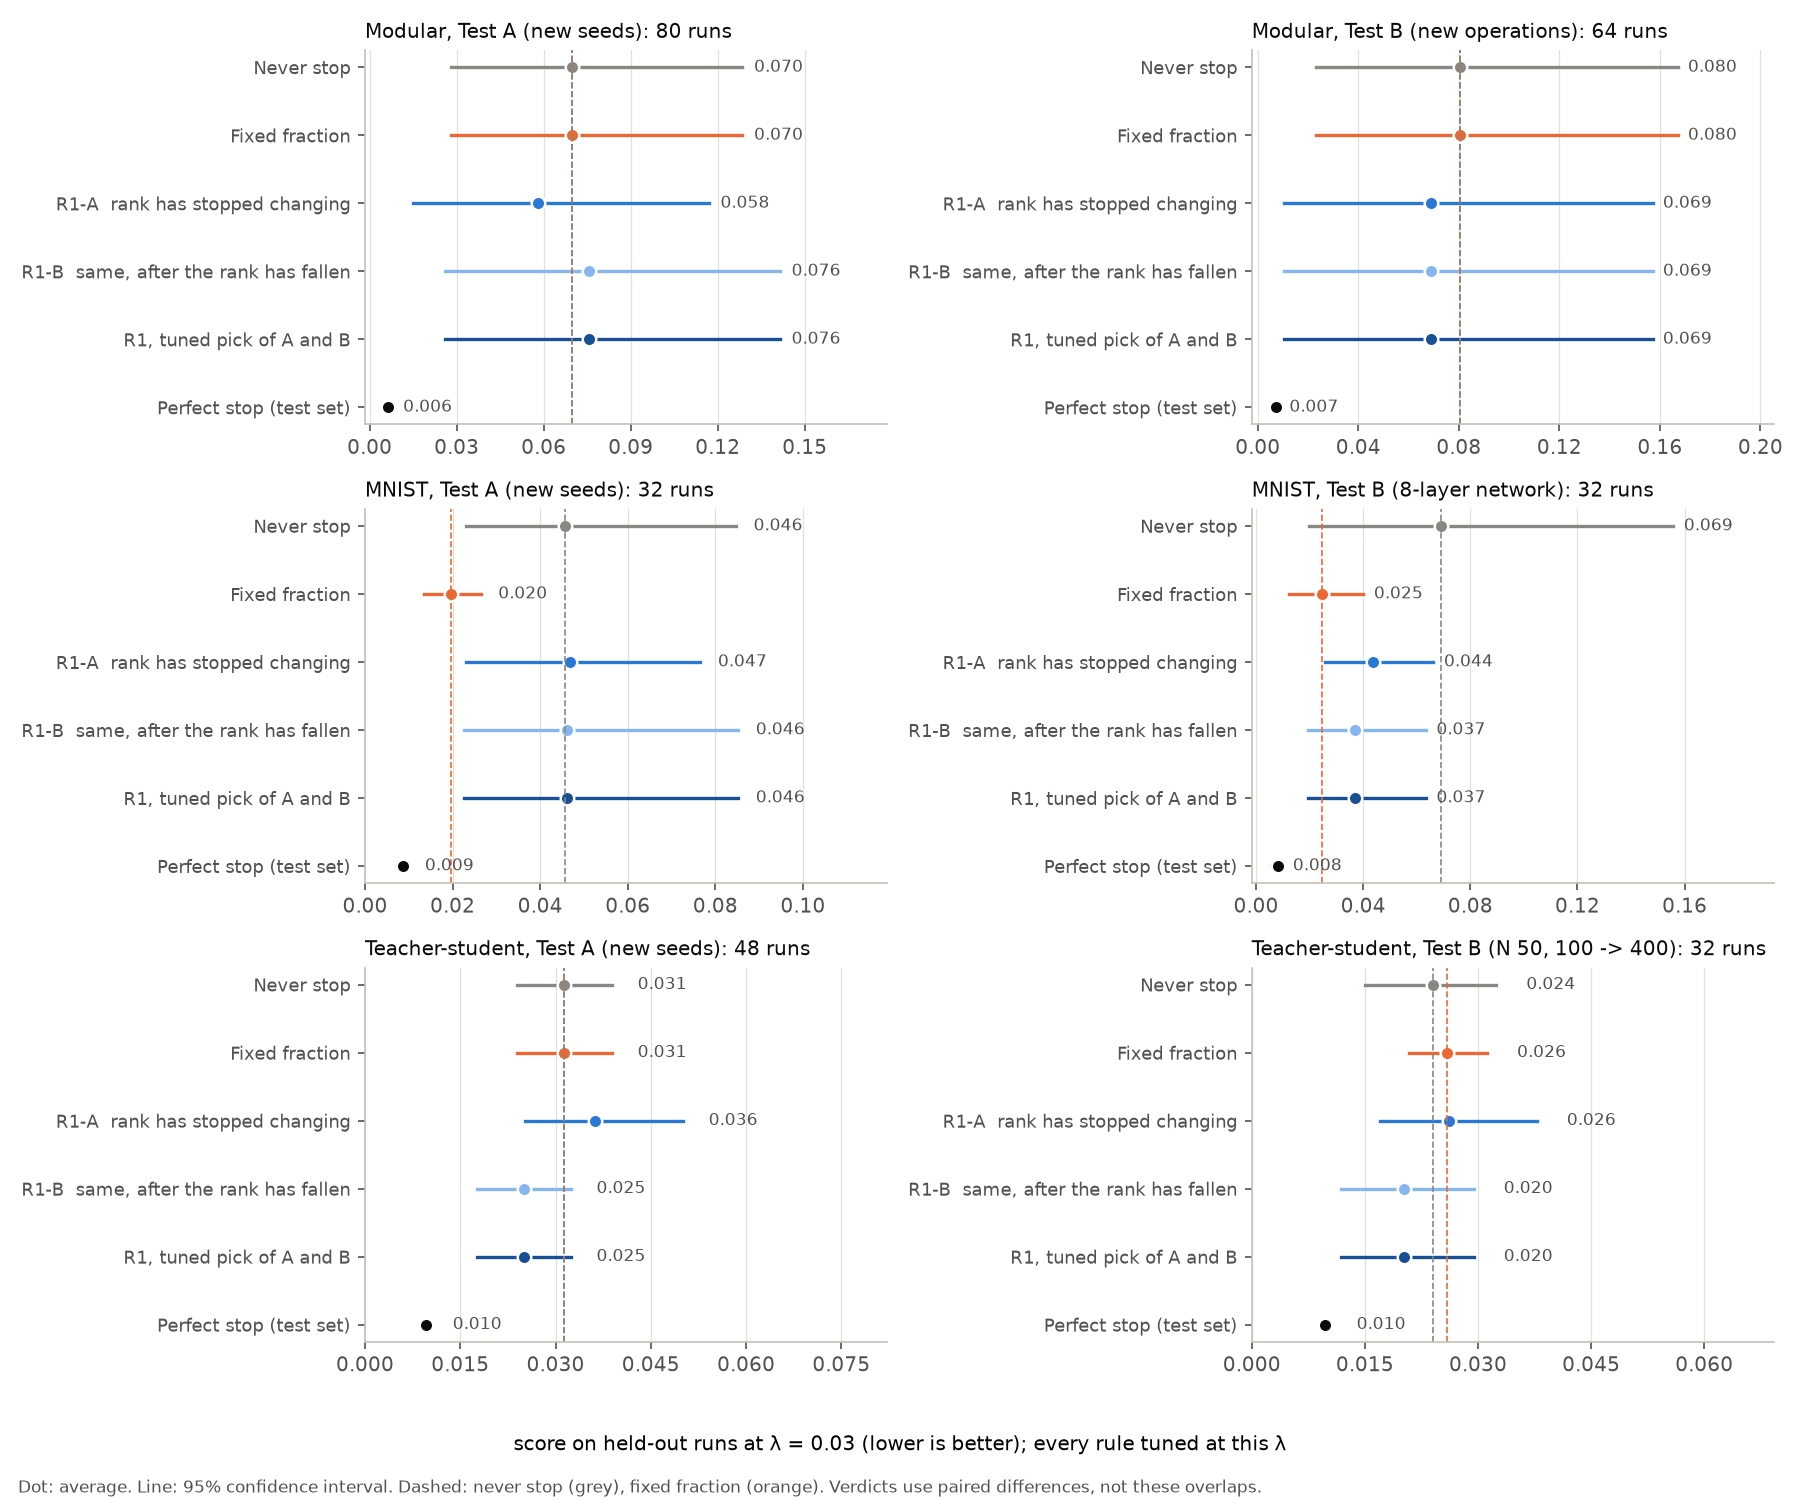 Modular, Test A (new seeds): 80 runs
Never stop
0.070
Fixed fraction
0.070
R1-A  rank has stopped changing
0.058
R1-B  same, after the rank has fallen
0.076
R1, tuned pick of A and B
0.076
Perfect stop (test set)
0.006
0.00 0.03 0.06 0.09 0.12 0.15
Modular, Test B (new operations): 64 runs
Never stop
0.080
Fixed fraction
0.080
R1-A  rank has stopped changing
0.069
R1-B  same, after the rank has fallen
0.069
R1, tuned pick of A and B
0.069
Perfect stop (test set)
0.007
0.00 0.04 0.08 0.12 0.16 0.20
MNIST, Test A (new seeds): 32 runs
Never stop
0.046
Fixed fraction
0.020
R1-A  rank has stopped changing
0.047
R1-B  same, after the rank has fallen
0.046
R1, tuned pick of A and B
0.046
Perfect stop (test set)
0.009
0.00 0.02 0.04 0.06 0.08 0.10
MNIST, Test B (8-layer network): 32 runs
Never stop
0.069
Fixed fraction
0.025
R1-A  rank has stopped changing
0.044
R1-B  same, after the rank has fallen
0.037
R1, tuned pick of A and B
0.037
Perfect stop (test set)
0.008
0.00 0.04 0.08 0.12 0.16
Teacher-student, Test A (new seeds): 48 runs
Never stop
0.031
Fixed fraction
0.031
R1-A  rank has stopped changing
0.036
R1-B  same, after the rank has fallen
0.025
R1, tuned pick of A and B
0.025
Perfect stop (test set)
0.010
0.000 0.015 0.030 0.045 0.060 0.075
Teacher-student, Test B (N 50, 100 -> 400): 32 runs
Never stop
0.024
Fixed fraction
0.026
R1-A  rank has stopped changing
0.026
R1-B  same, after the rank has fallen
0.020
R1, tuned pick of A and B
0.020
Perfect stop (test set)
0.010
0.000 0.015 0.030 0.045 0.060
score on held-out runs at λ = 0.03 (lower is better); every rule tuned at this λ
Dot: average. Line: 95% confidence interval. Dashed: never stop (grey), fixed fraction (orange). Verdicts use paired differences, not these overlaps.